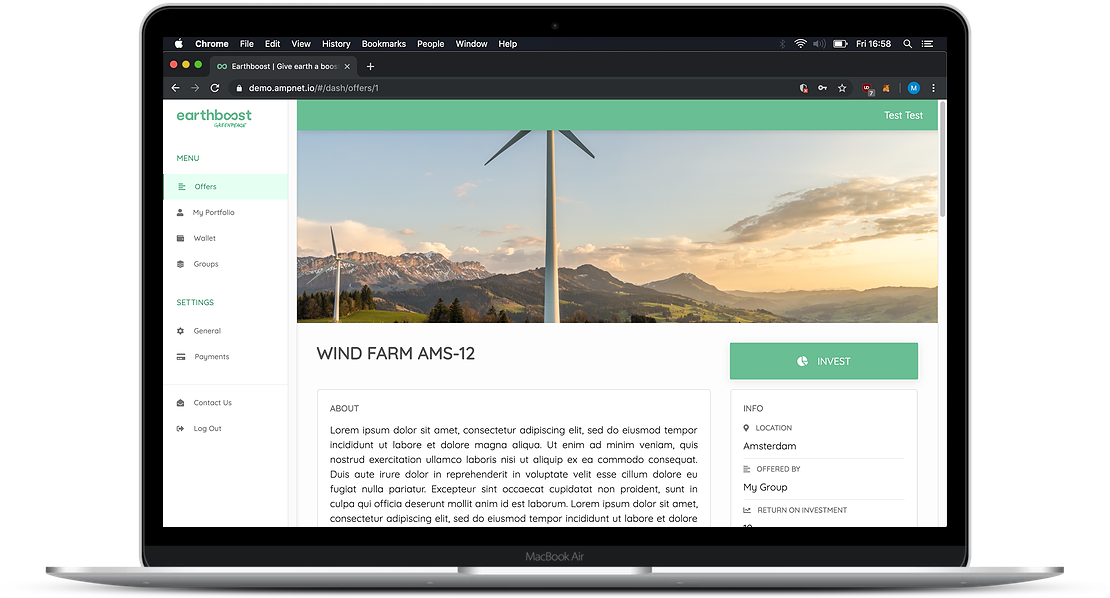 Chrome File Edit View History Bookmarks People Window Help Fri 16:58
Earthboost | Give earth a boos
demo.ampnet.io/#/dash/offers/1
7
M
earthboost
GREENPEACE
Test Test
MENU
Offers
My Portfolio
Wallet
Groups
SETTINGS
General
Payments
Contact Us
Log Out
WIND FARM AMS-12
INVEST
ABOUT
Lorem ipsum dolor sit amet, consectetur adipiscing elit, sed do eiusmod tempor
incididunt ut labore et dolore magna aliqua. Ut enim ad minim veniam, quis
nostrud exercitation ullamco laboris nisi ut aliquip ex ea commodo consequat.
Duis aute irure dolor in reprehenderit in voluptate velit esse cillum dolore eu
fugiat nulla pariatur. Excepteur sint occaecat cupidatat non proident, sunt in
culpa qui officia deserunt mollit anim id est laborum. Lorem ipsum dolor sit amet,
consectetur adipiscing elit, sed do eiusmod tempor incididunt ut labore et dolore
INFO
LOCATION
Amsterdam
OFFERED BY
My Group
RETURN ON INVESTMENT
MacBook Air